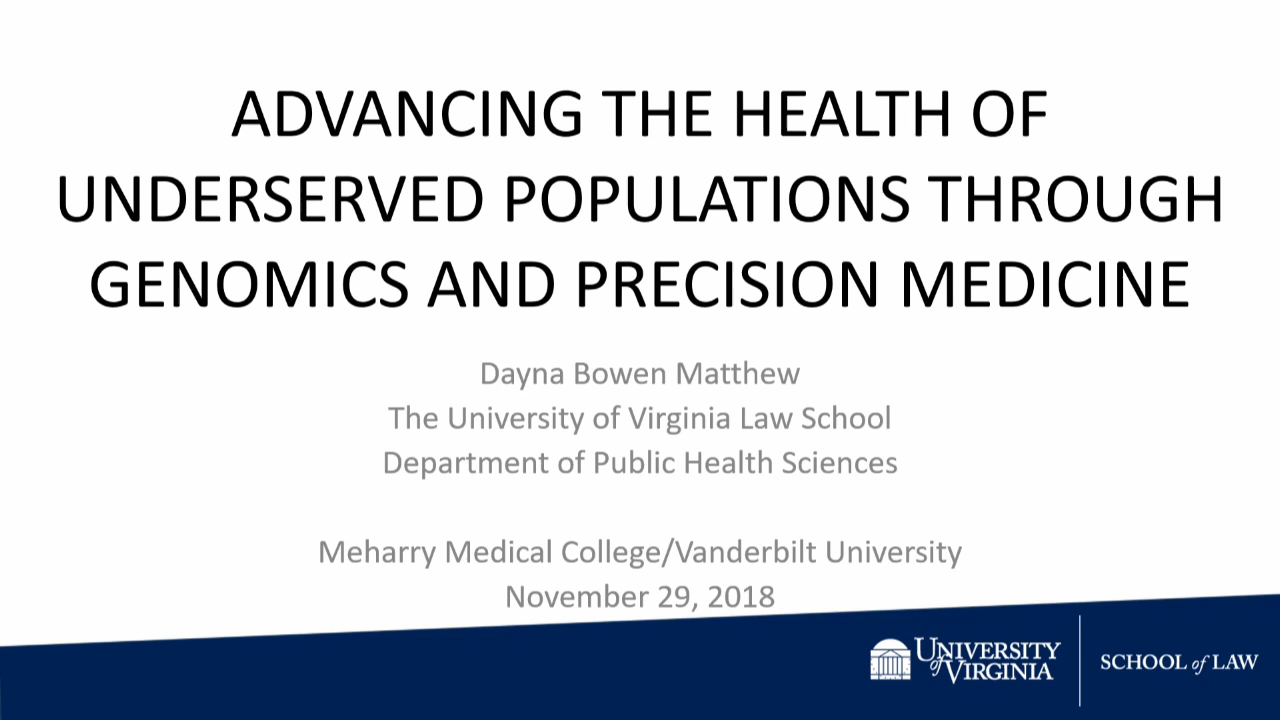 ADVANCING THE HEALTH OF
UNDERSERVED POPULATIONS THROUGH
GENOMICS AND PRECISION MEDICINE
Dayna Bowen Matthew
The University of Virginia Law School
Department of Public Health Sciences
Meharry Medical College/Vanderbilt University
November 29, 2018
UNIVERSITY
of VIRGINIA
SCHOOL of LAW